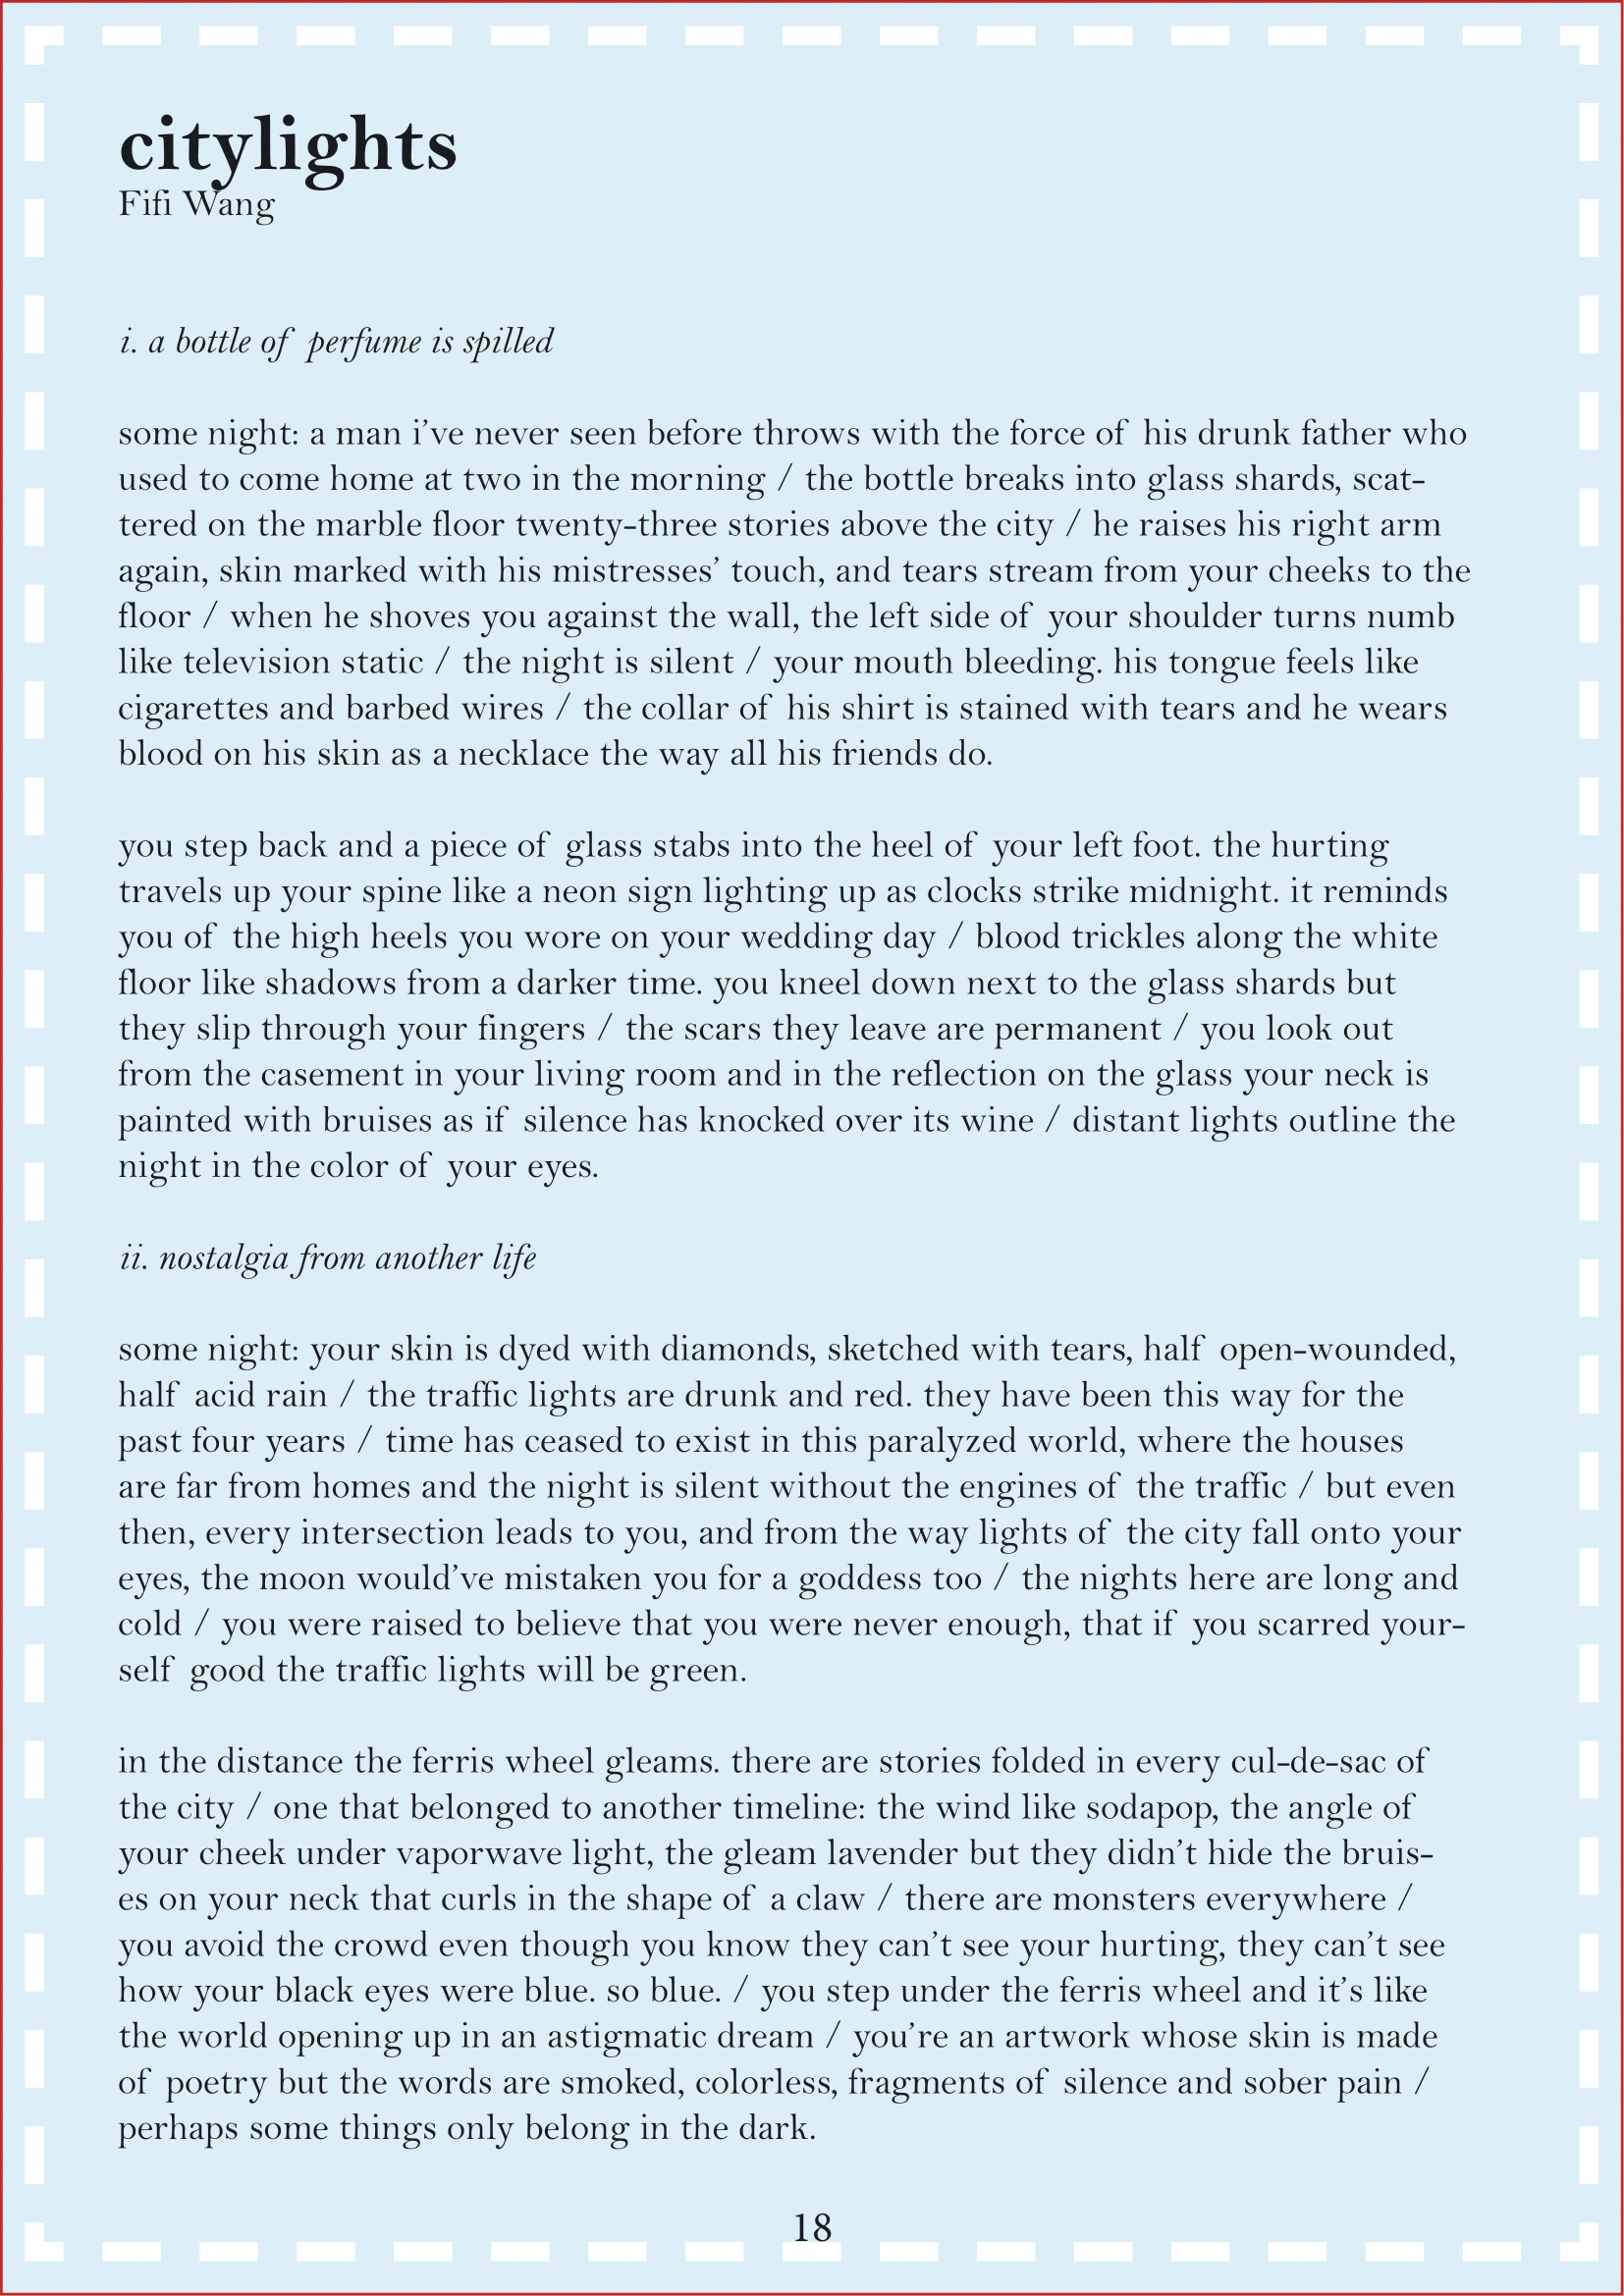 citylights
Fifi Wang
i. a bottle of perfume is spilled
some night: a man i’ve never seen before throws with the force of his drunk father who
used to come home at two in the morning / the bottle breaks into glass shards, scat-
tered on the marble floor twenty-three stories above the city / he raises his right arm
again, skin marked with his mistresses’ touch, and tears stream from your cheeks to the
floor / when he shoves you against the wall, the left side of your shoulder turns numb
like television static / the night is silent / your mouth bleeding. his tongue feels like
cigarettes and barbed wires / the collar of his shirt is stained with tears and he wears
blood on his skin as a necklace the way all his friends do.
you step back and a piece of glass stabs into the heel of your left foot. the hurting
travels up your spine like a neon sign lighting up as clocks strike midnight. it reminds
you of the high heels you wore on your wedding day / blood trickles along the white
floor like shadows from a darker time. you kneel down next to the glass shards but
they slip through your fingers / the scars they leave are permanent / you look out
from the casement in your living room and in the reflection on the glass your neck is
painted with bruises as if silence has knocked over its wine / distant lights outline the
night in the color of your eyes.
ii. nostalgia from another life
some night: your skin is dyed with diamonds, sketched with tears, half open-wounded,
half acid rain / the traffic lights are drunk and red. they have been this way for the
past four years / time has ceased to exist in this paralyzed world, where the houses
are far from homes and the night is silent without the engines of the traffic / but even
then, every intersection leads to you, and from the way lights of the city fall onto your
eyes, the moon would’ve mistaken you for a goddess too / the nights here are long and
cold / you were raised to believe that you were never enough, that if you scarred your-
self good the traffic lights will be green.
in the distance the ferris wheel gleams. there are stories folded in every cul-de-sac of
the city / one that belonged to another timeline: the wind like sodapop, the angle of
your cheek under vaporwave light, the gleam lavender but they didn’t hide the bruis-
es on your neck that curls in the shape of a claw / there are monsters everywhere /
you avoid the crowd even though you know they can’t see your hurting, they can’t see
how your black eyes were blue. so blue. / you step under the ferris wheel and it’s like
the world opening up in an astigmatic dream / you’re an artwork whose skin is made
of poetry but the words are smoked, colorless, fragments of silence and sober pain /
perhaps some things only belong in the dark.
18